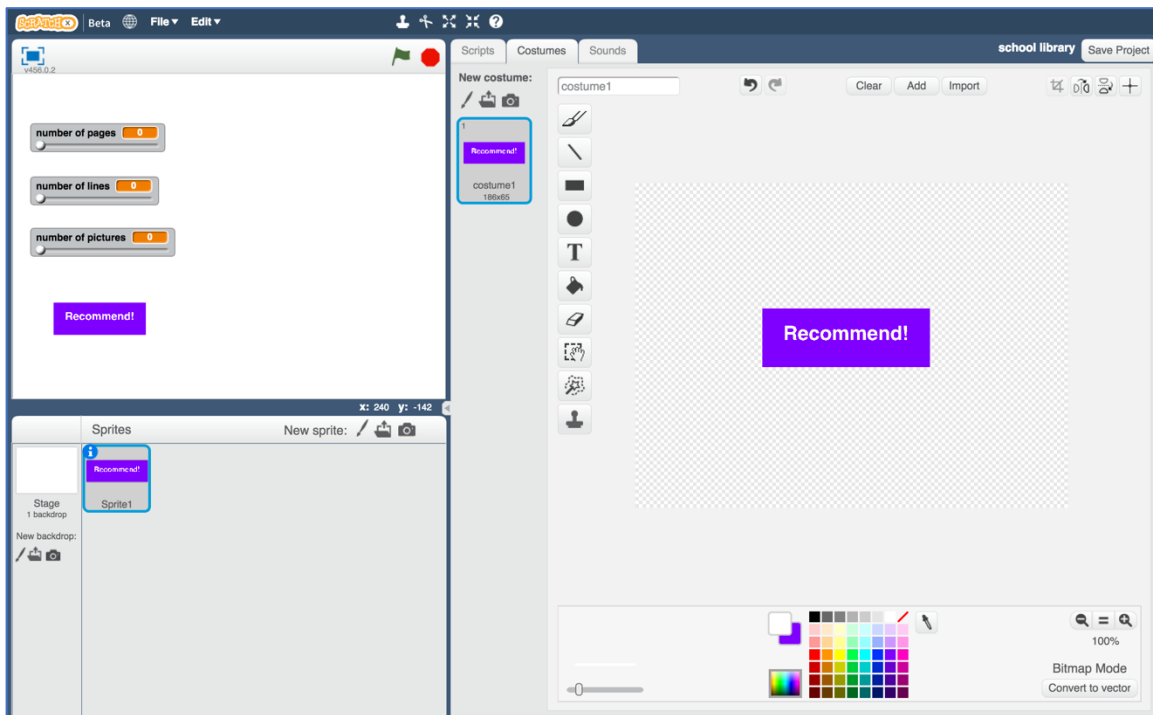 SCRATCHX Beta File Edit
v456.0.2
number of pages 0
number of lines 0
number of pictures 0
Recommend!
x: 240 y: -142
Sprites New sprite:
Recommend!
Sprite1
Stage
1 backdrop
New backdrop:
Scripts Costumes Sounds school library Save Project
New costume:
1
Recommend!
costume1
186x65
costume1 Clear Add Import
T
Recommend!
100%
Bitmap Mode
Convert to vector